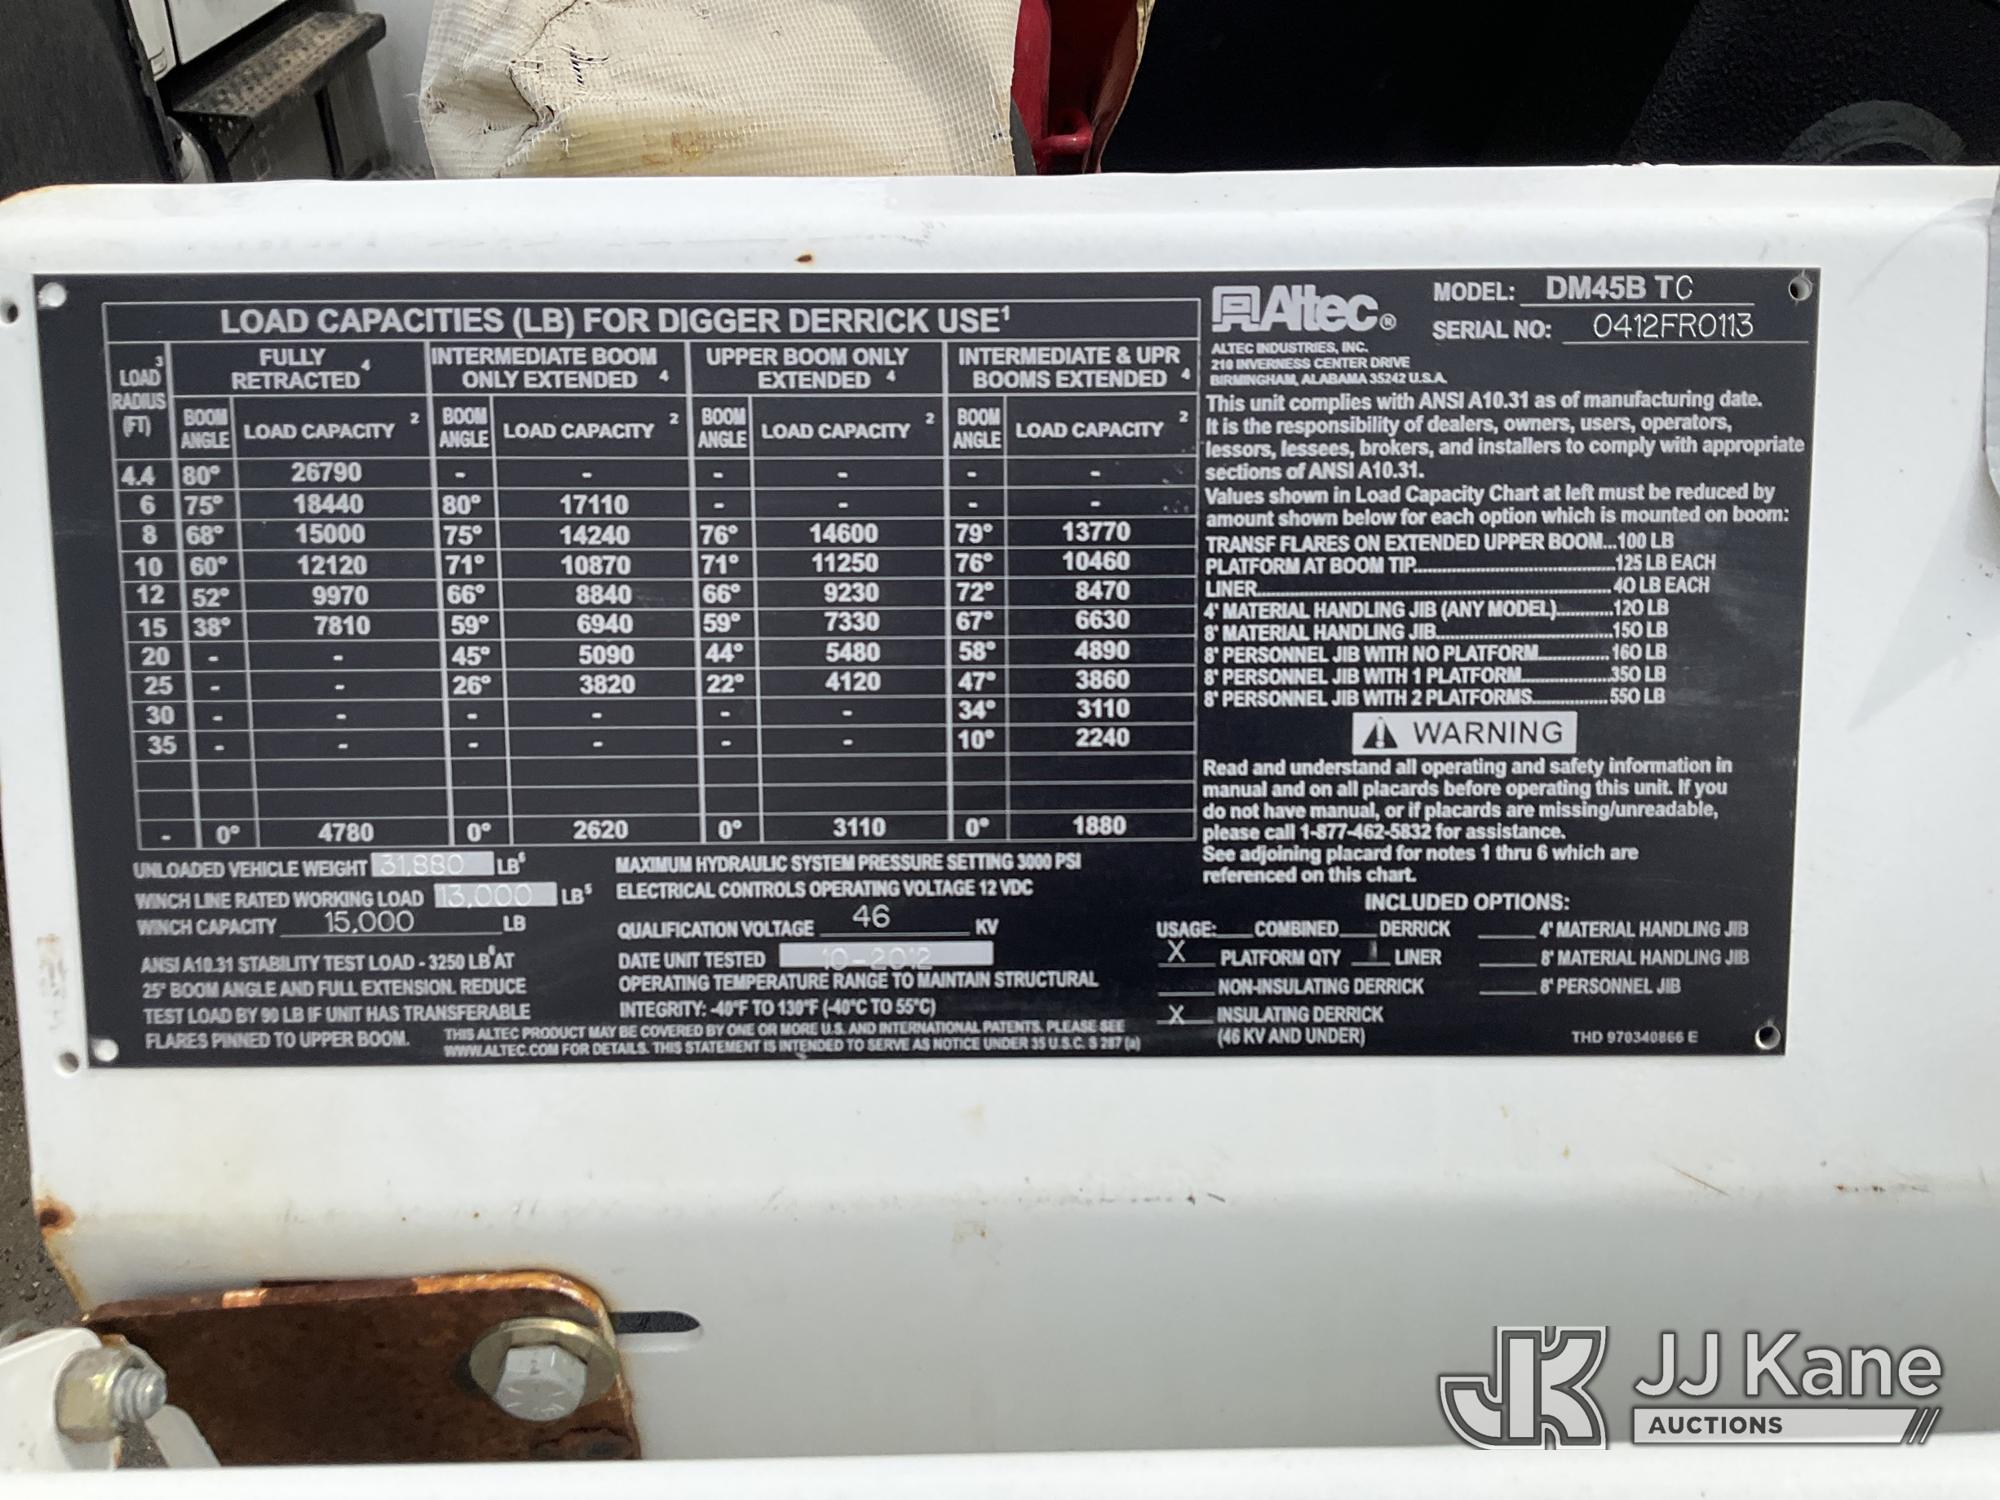 LOAD CAPACITIES (LB) FOR DIGGER DERRICK USE¹
LOAD³ RADIUS (FT)
FULLY RETRACTED⁴
INTERMEDIATE BOOM ONLY EXTENDED⁴
UPPER BOOM ONLY EXTENDED⁴
INTERMEDIATE & UPR BOOMS EXTENDED⁴
BOOM ANGLE LOAD CAPACITY² BOOM ANGLE LOAD CAPACITY² BOOM ANGLE LOAD CAPACITY² BOOM ANGLE LOAD CAPACITY²
4.4 80° 26790 - - - - - -
6 75° 18440 80° 17110 - - - -
8 68° 15000 75° 14240 76° 14600 79° 13770
10 60° 12120 71° 10870 71° 11250 76° 10460
12 52° 9970 66° 8840 66° 9230 72° 8470
15 38° 7810 59° 6940 59° 7330 67° 6630
20 - - 45° 5090 44° 5480 58° 4890
25 - - 26° 3820 22° 4120 47° 3860
30 - - - - - - 34° 3110
35 - - - - - - 10° 2240
- 0° 4780 0° 2620 0° 3110 0° 1880
UNLOADED VEHICLE WEIGHT 31,880 LB⁶
WINCH LINE RATED WORKING LOAD 13,000 LB⁵
WINCH CAPACITY 15,000 LB
ANSI A10.31 STABILITY TEST LOAD - 3250 LB⁶ AT
25° BOOM ANGLE AND FULL EXTENSION. REDUCE
TEST LOAD BY 90 LB IF UNIT HAS TRANSFERABLE
FLARES PINNED TO UPPER BOOM.
MAXIMUM HYDRAULIC SYSTEM PRESSURE SETTING 3000 PSI
ELECTRICAL CONTROLS OPERATING VOLTAGE 12 VDC
QUALIFICATION VOLTAGE 46 KV
DATE UNIT TESTED 10-2012
OPERATING TEMPERATURE RANGE TO MAINTAIN STRUCTURAL
INTEGRITY: -40°F TO 130°F (-40°C TO 55°C)
THIS ALTEC PRODUCT MAY BE COVERED BY ONE OR MORE U.S. AND INTERNATIONAL PATENTS. PLEASE SEE
WWW.ALTEC.COM FOR DETAILS. THIS STATEMENT IS INTENDED TO SERVE AS NOTICE UNDER 35 U.S.C. S 287 (a)
Altec®
MODEL: DM45B TC
SERIAL NO: 0412FR0113
ALTEC INDUSTRIES, INC.
210 INVERNESS CENTER DRIVE
BIRMINGHAM, ALABAMA 35242 U.S.A.
This unit complies with ANSI A10.31 as of manufacturing date.
It is the responsibility of dealers, owners, users, operators,
lessors, lessees, brokers, and installers to comply with appropriate
sections of ANSI A10.31.
Values shown in Load Capacity Chart at left must be reduced by
amount shown below for each option which is mounted on boom:
TRANSF FLARES ON EXTENDED UPPER BOOM...100 LB
PLATFORM AT BOOM TIP...125 LB EACH
LINER...40 LB EACH
4' MATERIAL HANDLING JIB (ANY MODEL)...120 LB
8' MATERIAL HANDLING JIB...150 LB
8' PERSONNEL JIB WITH NO PLATFORM...160 LB
8' PERSONNEL JIB WITH 1 PLATFORM...350 LB
8' PERSONNEL JIB WITH 2 PLATFORMS...550 LB
WARNING
Read and understand all operating and safety information in
manual and on all placards before operating this unit. If you
do not have manual, or if placards are missing/unreadable,
please call 1-877-462-5832 for assistance.
See adjoining placard for notes 1 thru 6 which are
referenced on this chart.
INCLUDED OPTIONS:
USAGE: ___ COMBINED ___ DERRICK ___ 4' MATERIAL HANDLING JIB
X PLATFORM QTY 1 LINER ___ 8' MATERIAL HANDLING JIB
___ NON-INSULATING DERRICK ___ 8' PERSONNEL JIB
X INSULATING DERRICK
(46 KV AND UNDER)
THD 970340866 E
JK JJ Kane
AUCTIONS